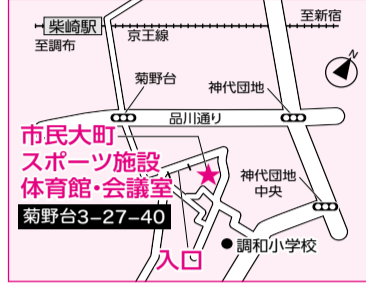 至新宿
柴崎駅
至調布
京王線
N
菊野台
神代団地
品川通り
市民大町
スポーツ施設
体育館・会議室
菊野台3-27-40
神代団地
中央
調和小学校
入口